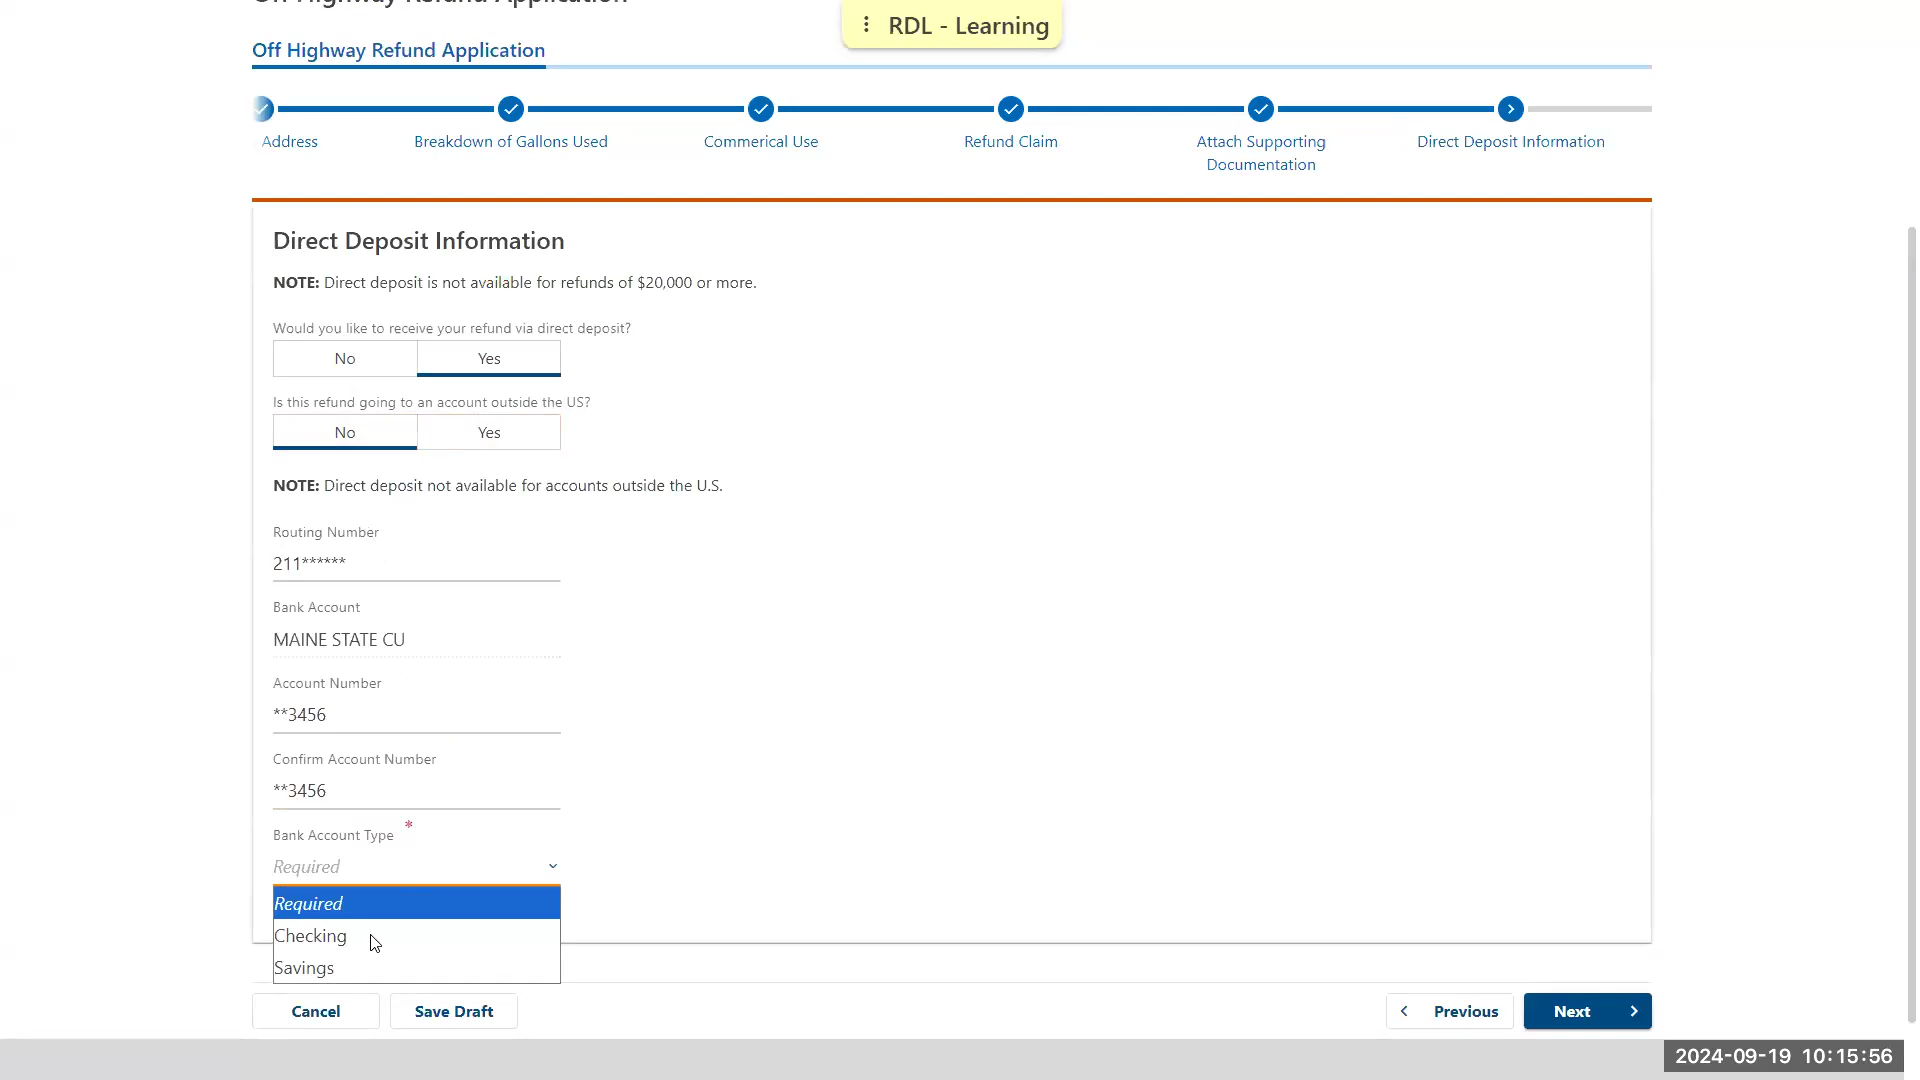 Off Highway Refund Application
RDL - Learning
Off Highway Refund Application
Address
Breakdown of Gallons Used
Commerical Use
Refund Claim
Attach Supporting
Documentation
Direct Deposit Information
Direct Deposit Information
NOTE: Direct deposit is not available for refunds of $20,000 or more.
Would you like to receive your refund via direct deposit?
No Yes
Is this refund going to an account outside the US?
No Yes
NOTE: Direct deposit not available for accounts outside the U.S.
Routing Number
211******
Bank Account
MAINE STATE CU
Account Number
**3456
Confirm Account Number
**3456
Bank Account Type *
Required
Required
Checking
Savings
Cancel Save Draft Previous Next
2024-09-19 10:15:56